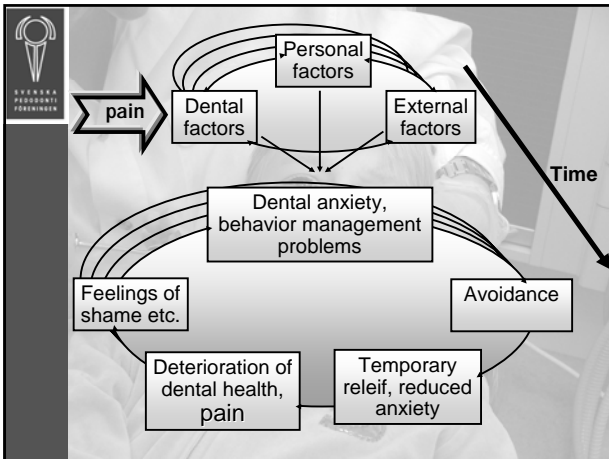 SVENSKA
PEDODONTI
FÖRENINGEN
Personal
factors
pain
Dental
factors
External
factors
Time
Dental anxiety,
behavior management
problems
Feelings of
shame etc.
Avoidance
Deterioration of
dental health,
pain
Temporary
releif, reduced
anxiety